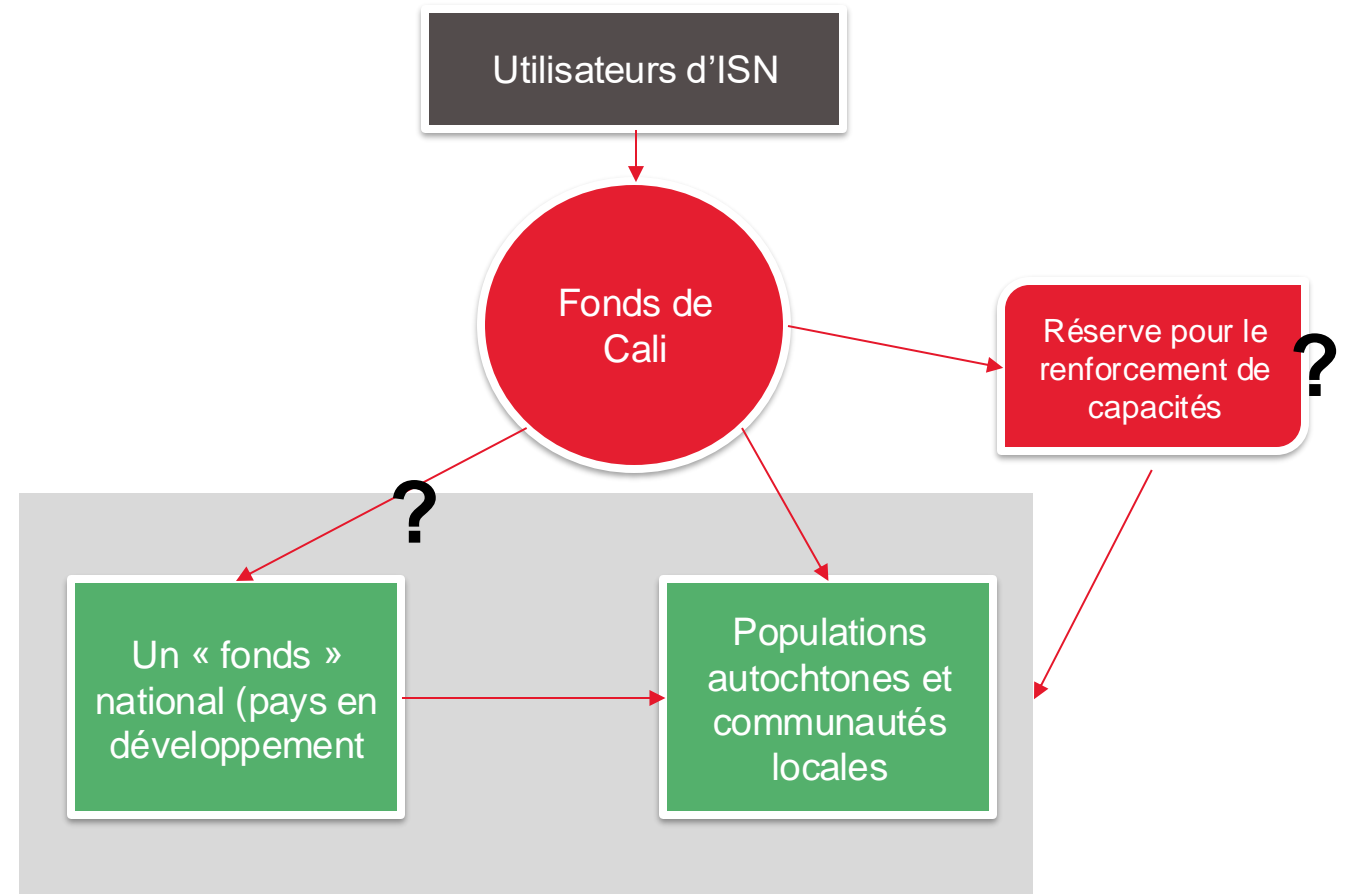 Utilisateurs d’ISN
Fonds de
Cali
Réserve pour le
renforcement de
capacités
?
?
Un « fonds »
national (pays en
développement
Populations
autochtones et
communautés
locales